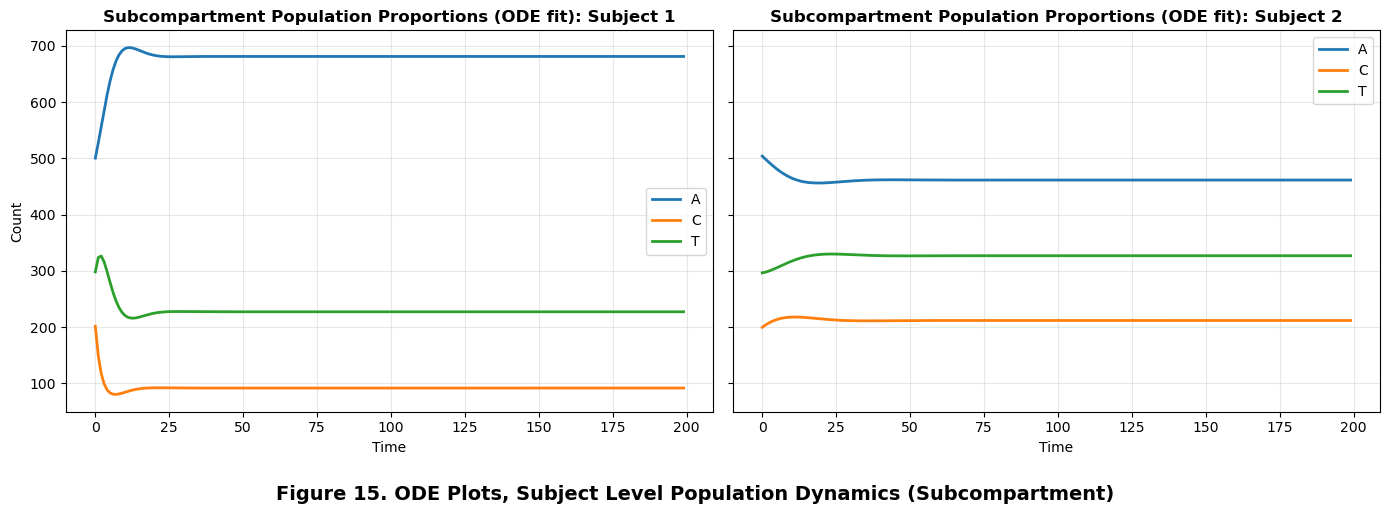 Subcompartment Population Proportions (ODE fit): Subject 1
Count
700
600
500
400
300
200
100
A
C
T
0 25 50 75 100 125 150 175 200
Time
Subcompartment Population Proportions (ODE fit): Subject 2
A
C
T
0 25 50 75 100 125 150 175 200
Time
Figure 15. ODE Plots, Subject Level Population Dynamics (Subcompartment)